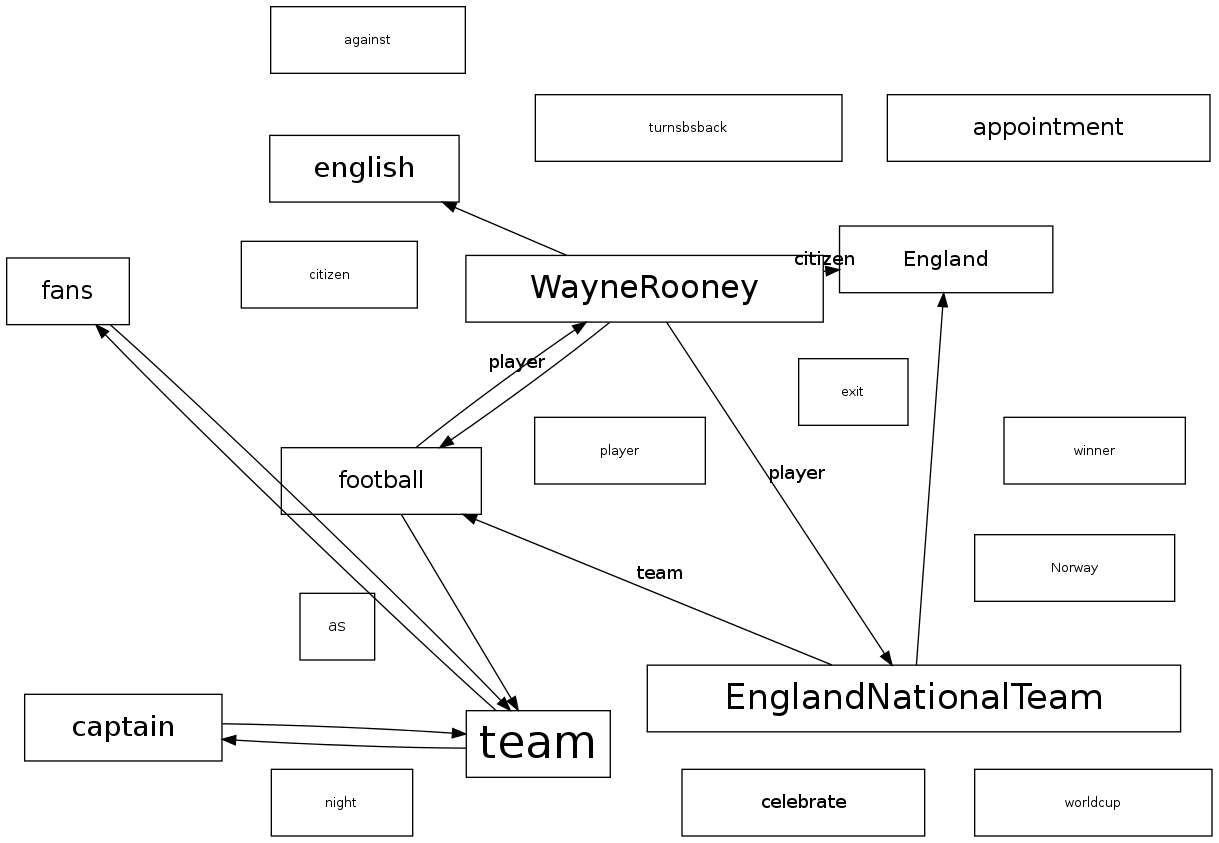 against
turnsbsback
appointment
english
England
citizen
citizen
WayneRooney
fans
player
exit
player
winner
football
player
team
Norway
as
EnglandNationalTeam
captain
team
night
celebrate
worldcup